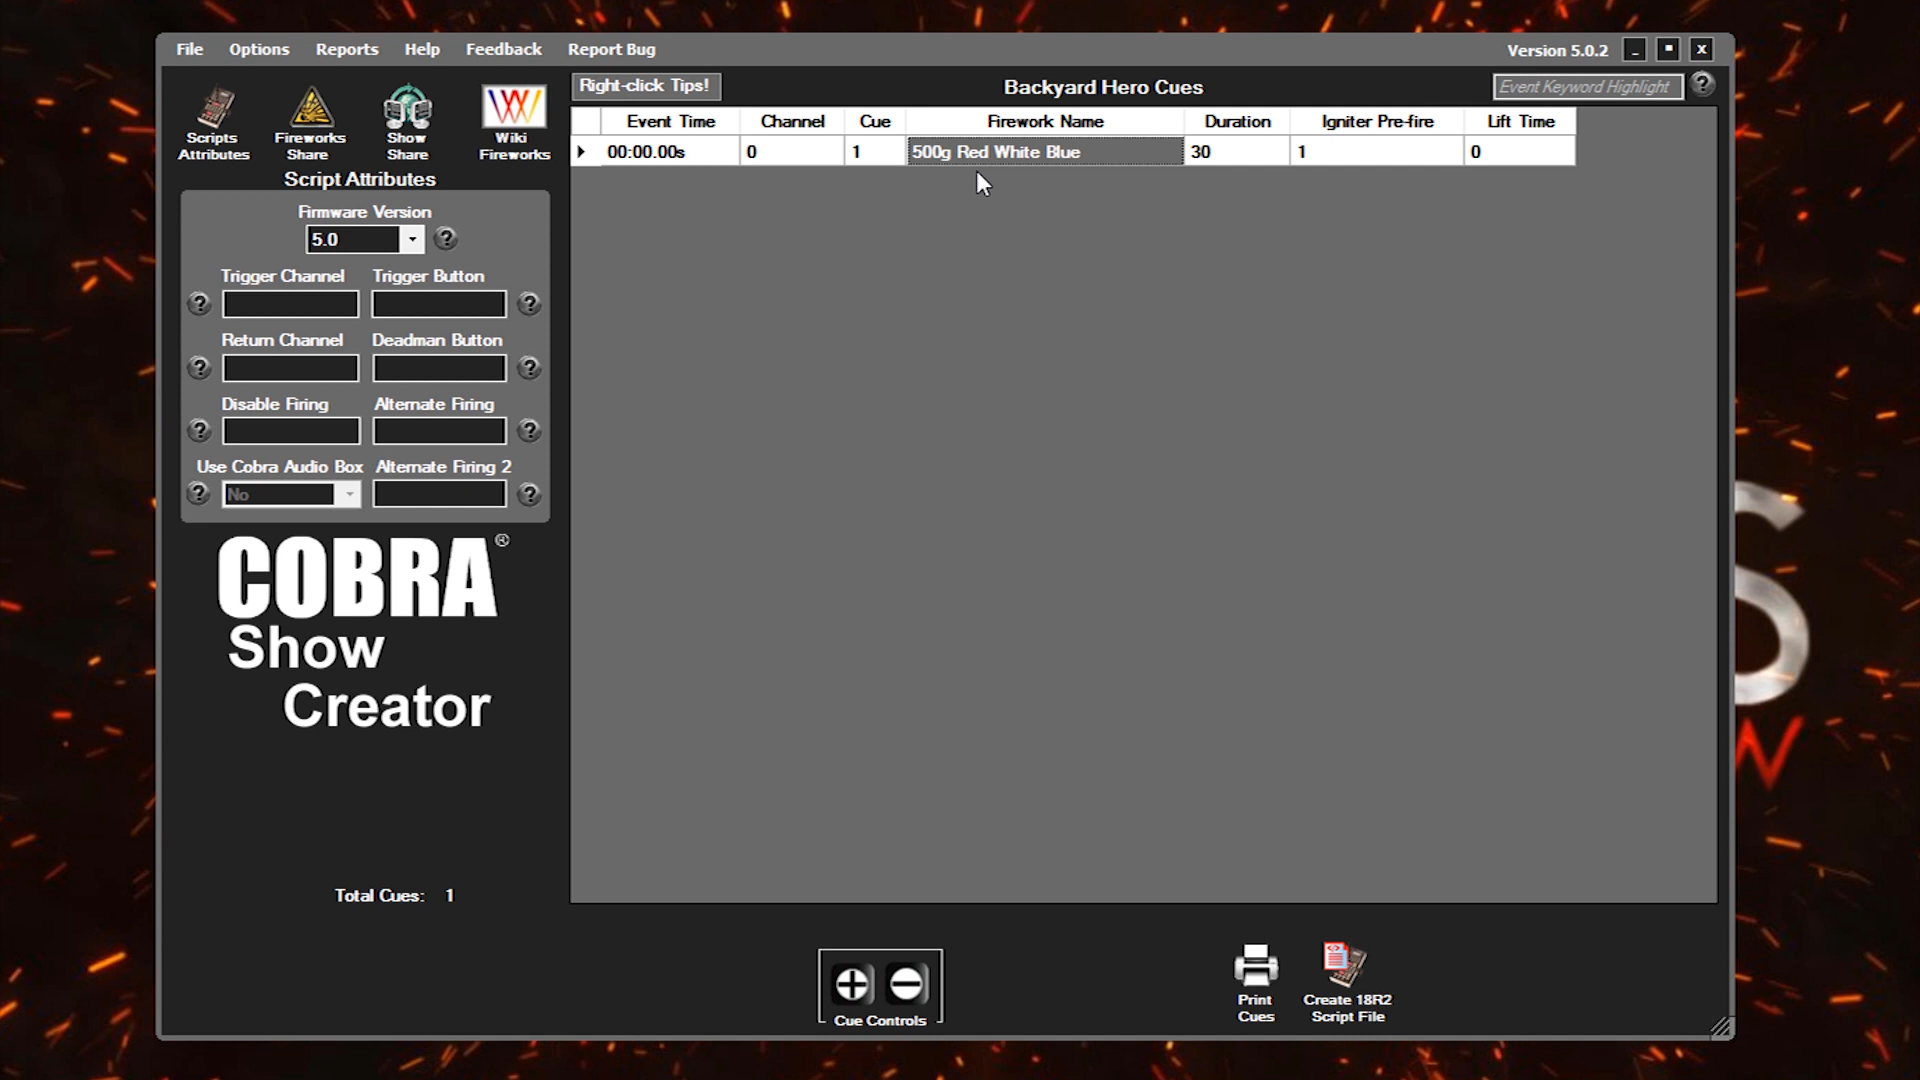 File Options Reports Help Feedback Report Bug Version 5.0.2
Right-click Tips! Backyard Hero Cues Event Keyword Highlight
Scripts Attributes
Fireworks Share
Show Share
Wiki Fireworks
Event Time Channel Cue Firework Name Duration Igniter Pre-fire Lift Time
00:00.00s 0 1 500g Red White Blue 30 1 0
Script Attributes
Firmware Version
5.0
Trigger Channel Trigger Button
Return Channel Deadman Button
Disable Firing Alternate Firing
Use Cobra Audio Box Alternate Firing 2
No
COBRA®
Show
Creator
Total Cues: 1
Cue Controls
Print
Cues
Create 18R2
Script File
S
W